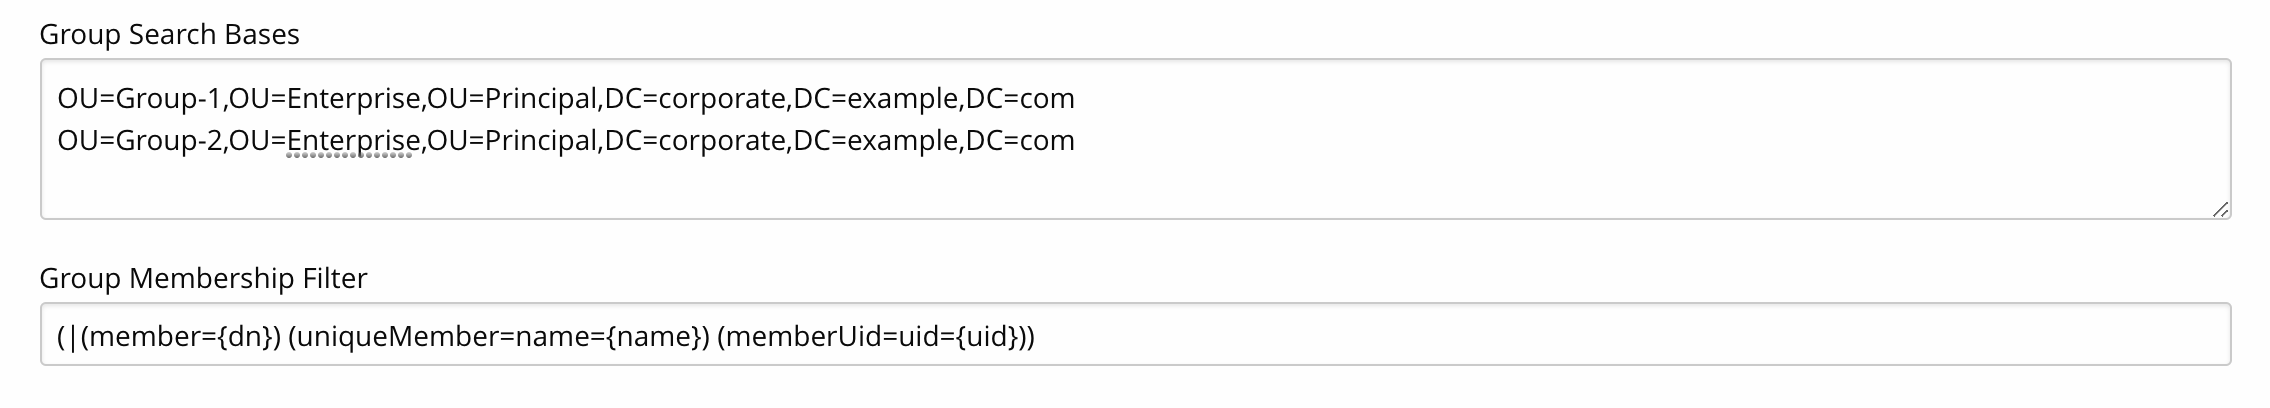 Group Search Bases
OU=Group-1,OU=Enterprise,OU=Principal,DC=corporate,DC=example,DC=com
OU=Group-2,OU=Enterprise,OU=Principal,DC=corporate,DC=example,DC=com
Group Membership Filter
(|(member={dn}) (uniqueMember=name={name}) (memberUid=uid={uid}))